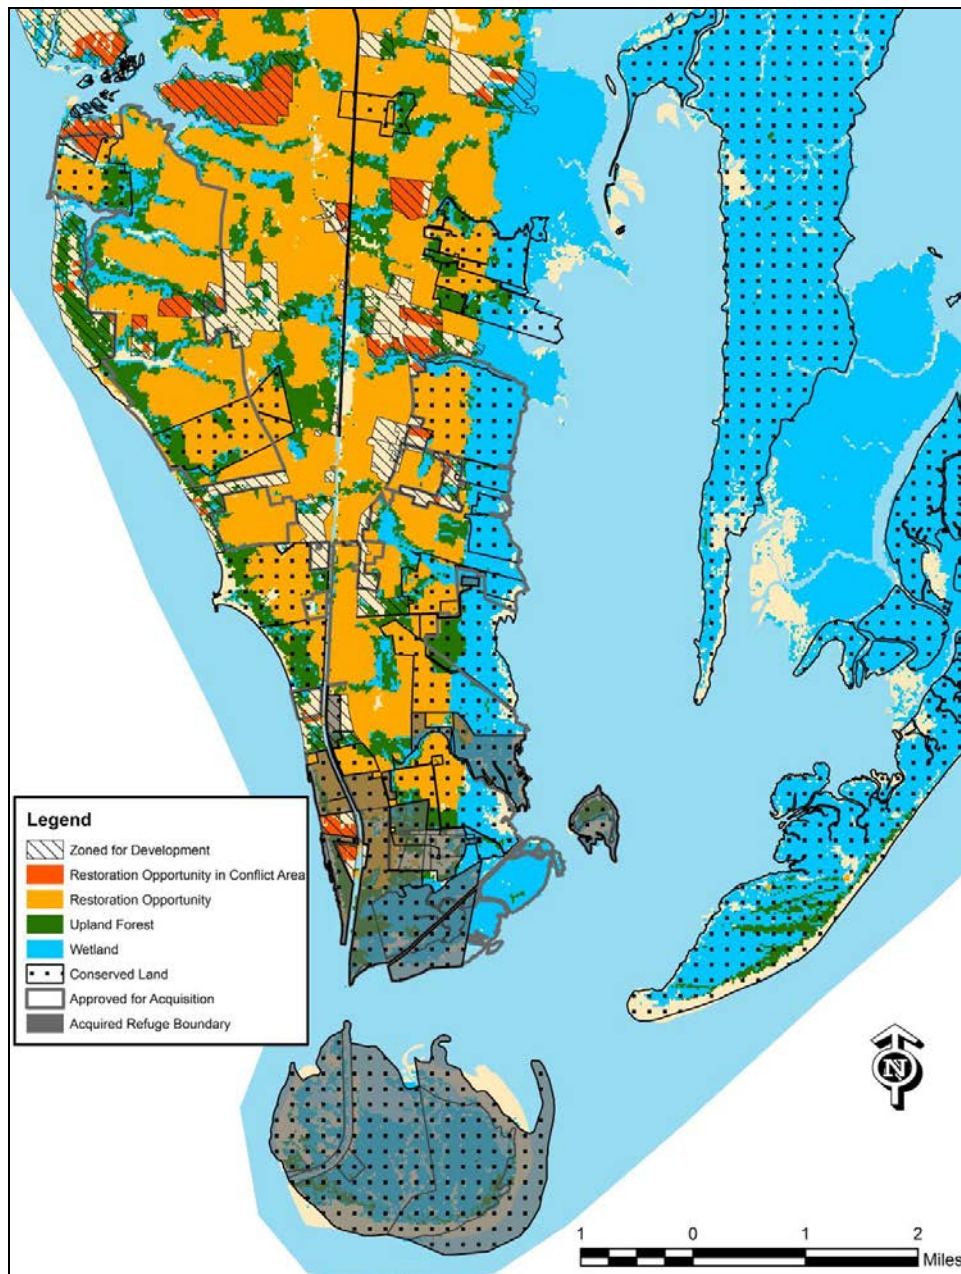 Legend
Zoned for Development
Restoration Opportunity in Conflict Area
Restoration Opportunity
Upland Forest
Wetland
Conserved Land
Approved for Acquisition
Acquired Refuge Boundary
N
1 0 1 2
Miles